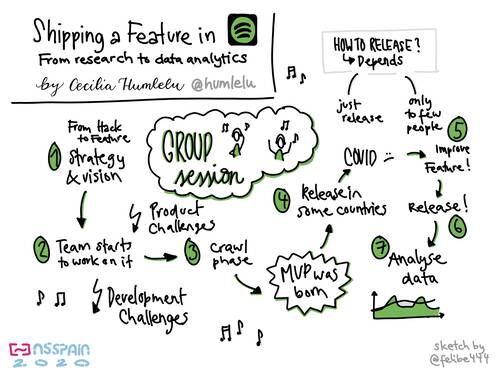 Shipping a Feature in
From research to data analytics
by Cecilia Humlelu @humlelu
HOW TO RELEASE?
↳ Depends
just
release
only
to few
people
From Hack
to Feature
1 Strategy
& vision
GROUP
session
Product
Challenges
2 Team starts
to work on it
Development
Challenges
3 Crawl
phase
MVP was
born
4 Release in
some countries
COVID :(
5 Improve
Feature!
Release! 6
7 Analyse
data
NSSPAIN
2020
sketch by
@felibe444